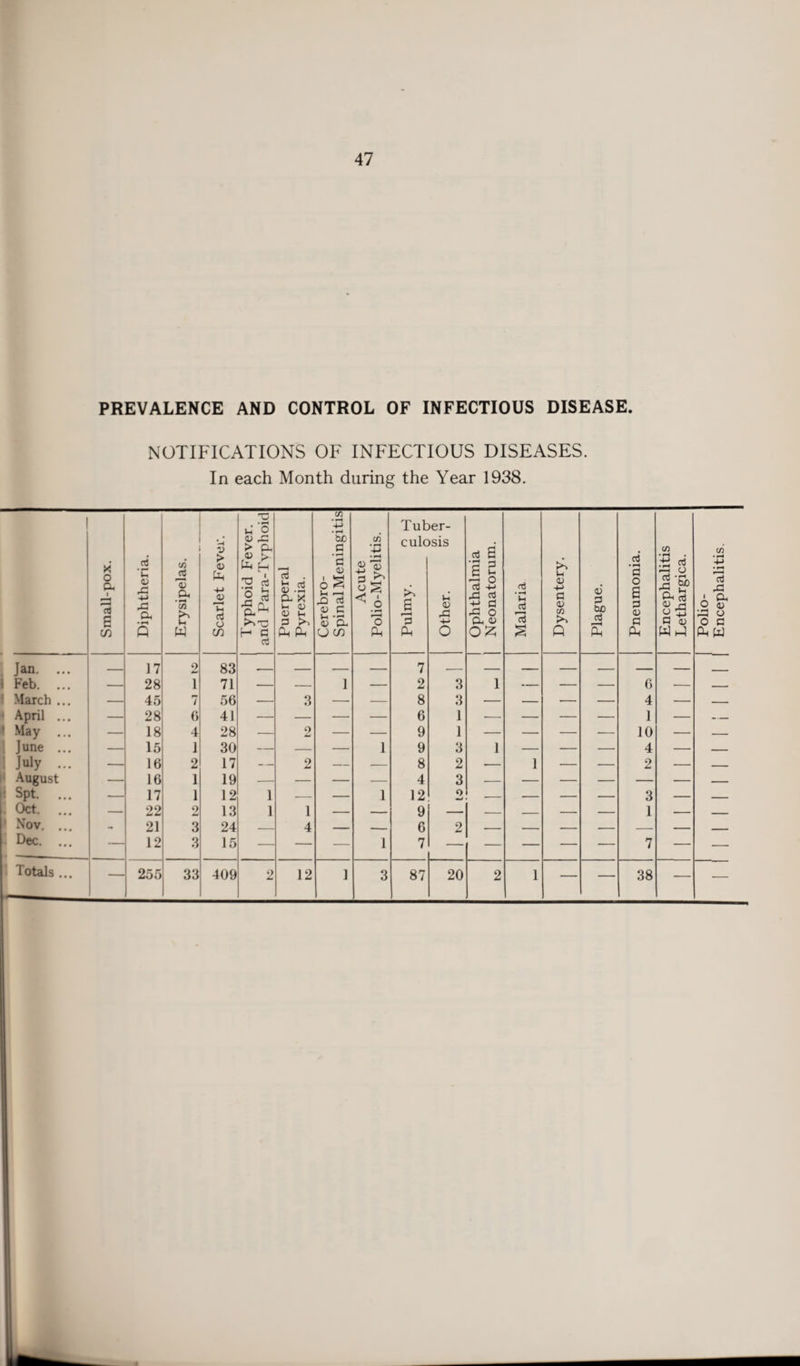 47
PREVALENCE AND CONTROL OF INFECTIOUS DISEASE.
NOTIFICATIONS OF INFECTIOUS DISEASES.
In each Month during the Year 1938.
Small-pox. Diphtheria. Erysipelas. Scarlet Fever. Typhoid Fever. and Para-Typhoid Puerperal Pyrexia. Cerebro- Spinal Meningitis Acute Polio-Myelitis. Tuber- culosis Pulmy. Other. Ophthalmia Neonatorum. Malaria Dysentery. Plague. Pneumonia. Encephalitis Lethargica. Polio- Encephalitis.
Jan. ... — 17 2 83 — — — — 7 — — — — — — — —
Feb. ... — 28 1 71 — — 1 — 2 3 1 — — — 6 — —
March ... — 45 7 56 — 3 — — 8 3 — — — — 4 — —
April ... — 28 6 41 — — — — 6 1 — — — — 1 — —
May ... — 18 4 28 — 2 — — 9 1 — — — — 10 — —
June ... — 15 1 30 — — — 1 9 3 1 — — — 4 — —
July ... — 16 2 17 — 2 — — 8 2 — 1 — — 2 — —
August — 16 1 19 — — — — 4 3 — — — — — — —
Spt. ... — 17 1 12 1 — — 1 12 2 — — — — 3 — —
Oct. ... — 22 2 13 1 1 — — 9 — — — — — 1 — —
Nov. ... - 21 3 24 — 4 — — 6 2 — — — — — — —
Dec. ... — 12 3 15 — — — 1 7 — — — — — 7 — —
Totals ... — 255 33 409 2 12 1 3 87 20 2 1 — — 38 — —